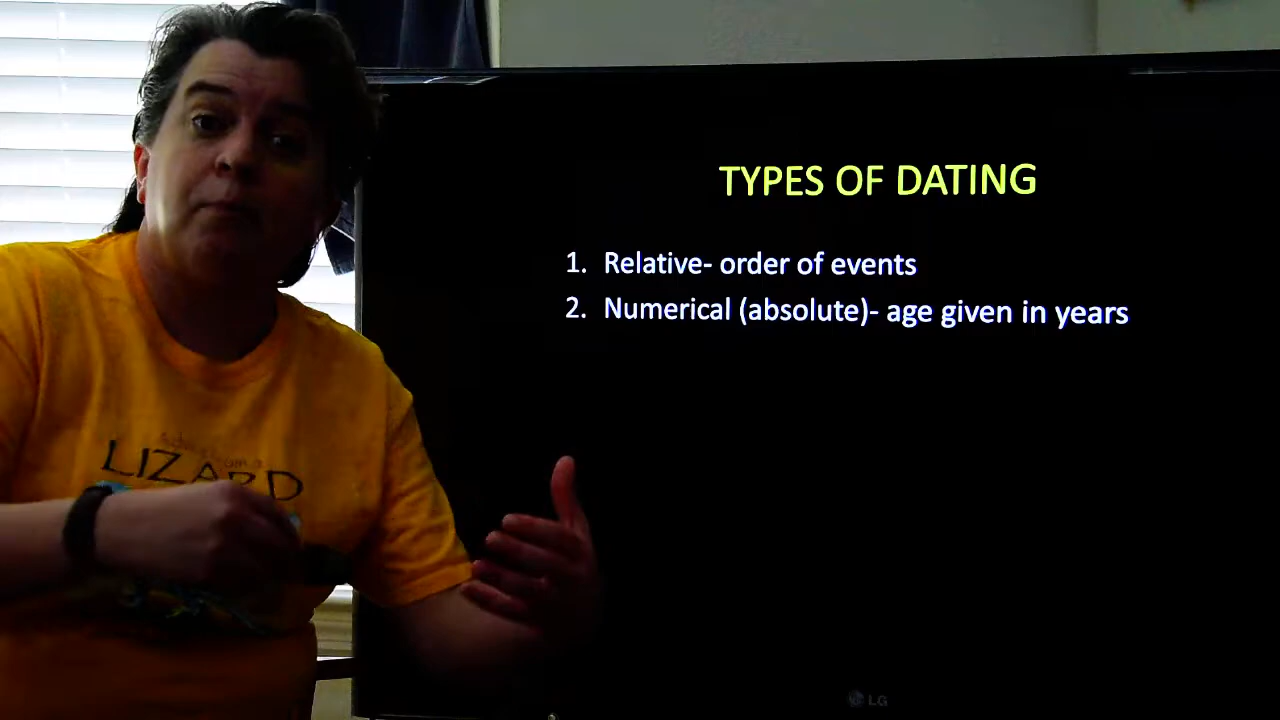 TYPES OF DATING
1. Relative- order of events
2. Numerical (absolute)- age given in years
LIZARD
LG